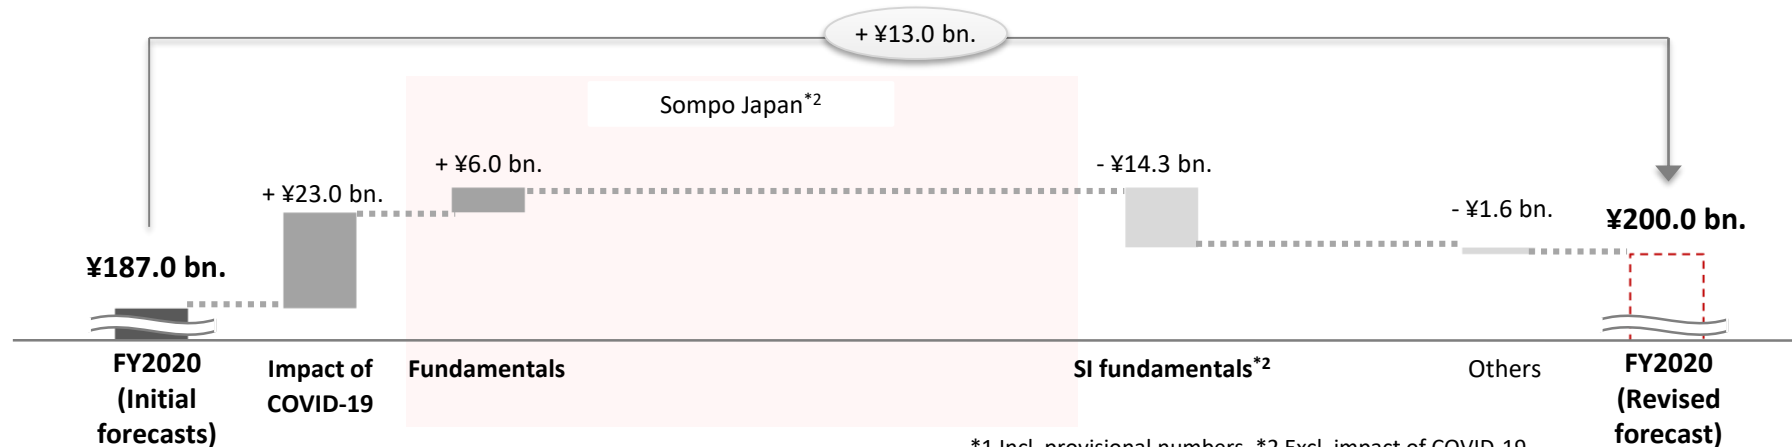 + ¥13.0 bn.
Sompo Japan*2
+ ¥6.0 bn.
- ¥14.3 bn.
+ ¥23.0 bn.
- ¥1.6 bn.
¥200.0 bn.
¥187.0 bn.
FY2020
(Initial
forecasts)
Impact of
COVID-19
Fundamentals
SI fundamentals*2
Others
FY2020
(Revised
forecast)
*1 Incl. provisional numbers *2 Excl. impact of COVID-19